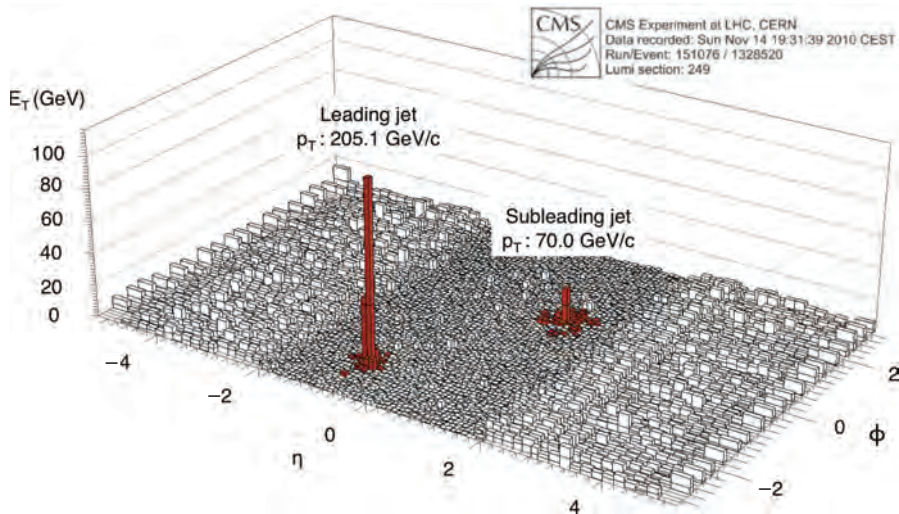 CMS
CMS Experiment at LHC, CERN
Data recorded: Sun Nov 14 19:31:39 2010 CEST
Run/Event: 151076 / 1328520
Lumi section: 249
E_T (GeV)
Leading jet
p_T : 205.1 GeV/c
Subleading jet
p_T : 70.0 GeV/c
100
80
60
40
20
0
−4
−2
0
2
4
η
2
0
−2
ϕ